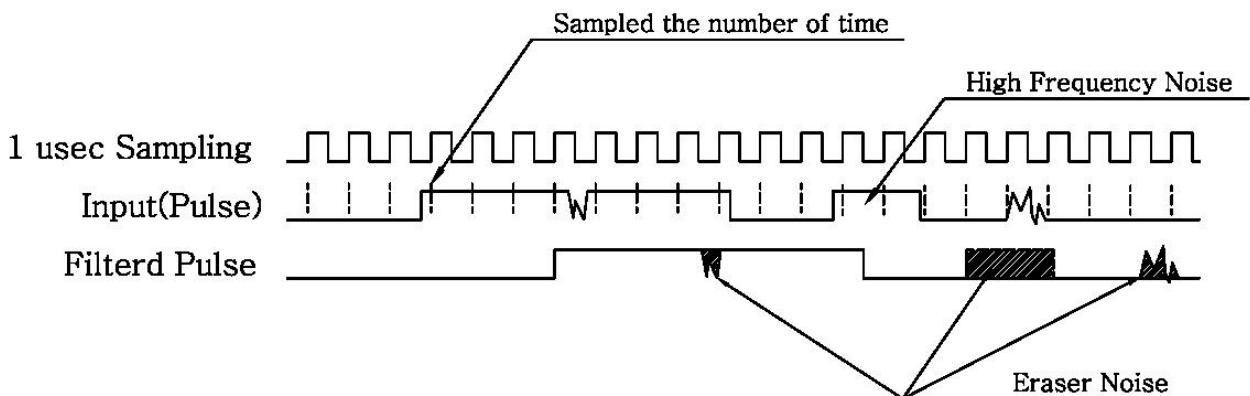 Sampled the number of time
High Frequency Noise
1 usec Sampling
Input(Pulse)
Filterd Pulse
Eraser Noise